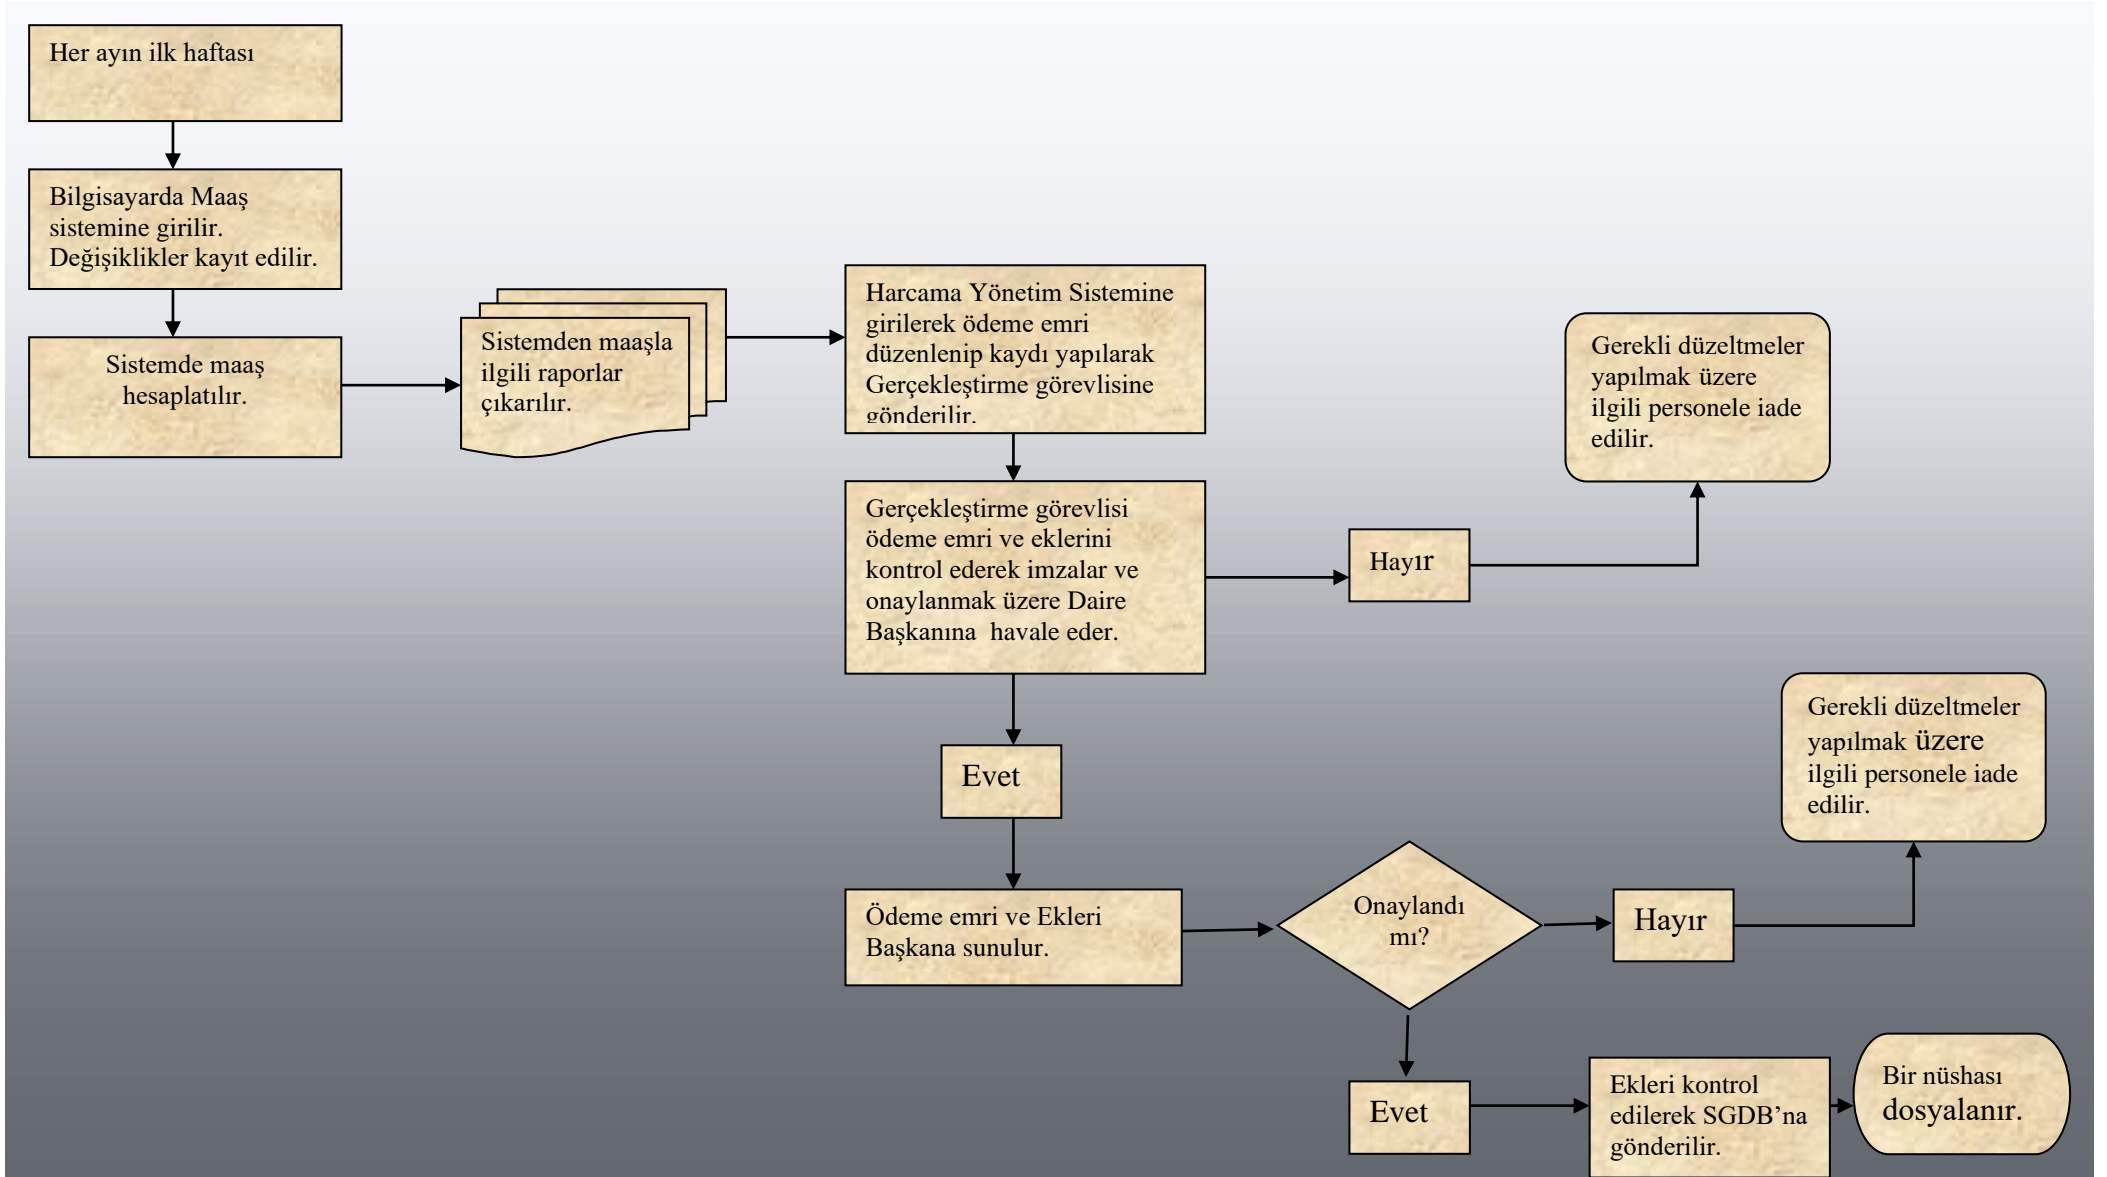 Her ayın ilk haftası
Bilgisayarda Maaş
sistemine girilir.
Değişiklikler kayıt edilir.
Sistemde maaş
hesaplatılır.
Sistemden maaşla
ilgili raporlar
çıkarılır.
Harcama Yönetim Sistemine
girilerek ödeme emri
düzenlenip kaydı yapılarak
Gerçekleştirme görevlisine
gönderilir.
Gerekli düzeltmeler
yapılmak üzere
ilgili personele iade
edilir.
Gerçekleştirme görevlisi
ödeme emri ve eklerini
kontrol ederek imzalar ve
onaylanmak üzere Daire
Başkanına havale eder.
Hayır
Evet
Gerekli düzeltmeler
yapılmak üzere
ilgili personele iade
edilir.
Ödeme emri ve Ekleri
Başkana sunulur.
Onaylandı
mı?
Hayır
Evet
Ekleri kontrol
edilerek SGDB’na
gönderilir.
Bir nüshası
dosyalanır.